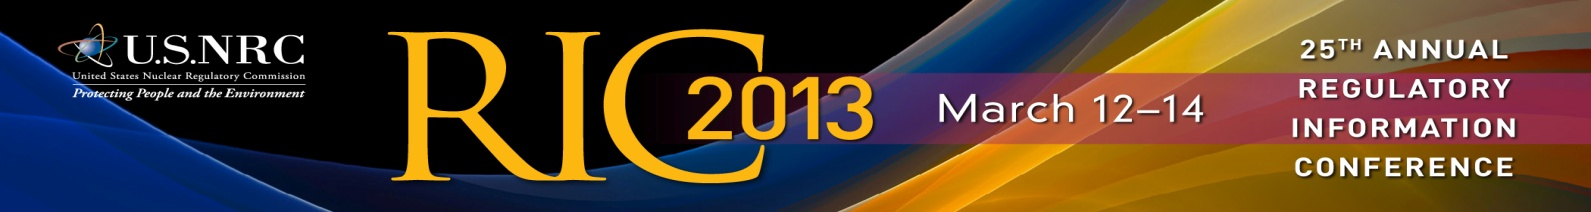 U.S.NRC
United States Nuclear Regulatory Commission
Protecting People and the Environment
RIC
2013
March 12–14
25TH ANNUAL
REGULATORY
INFORMATION
CONFERENCE